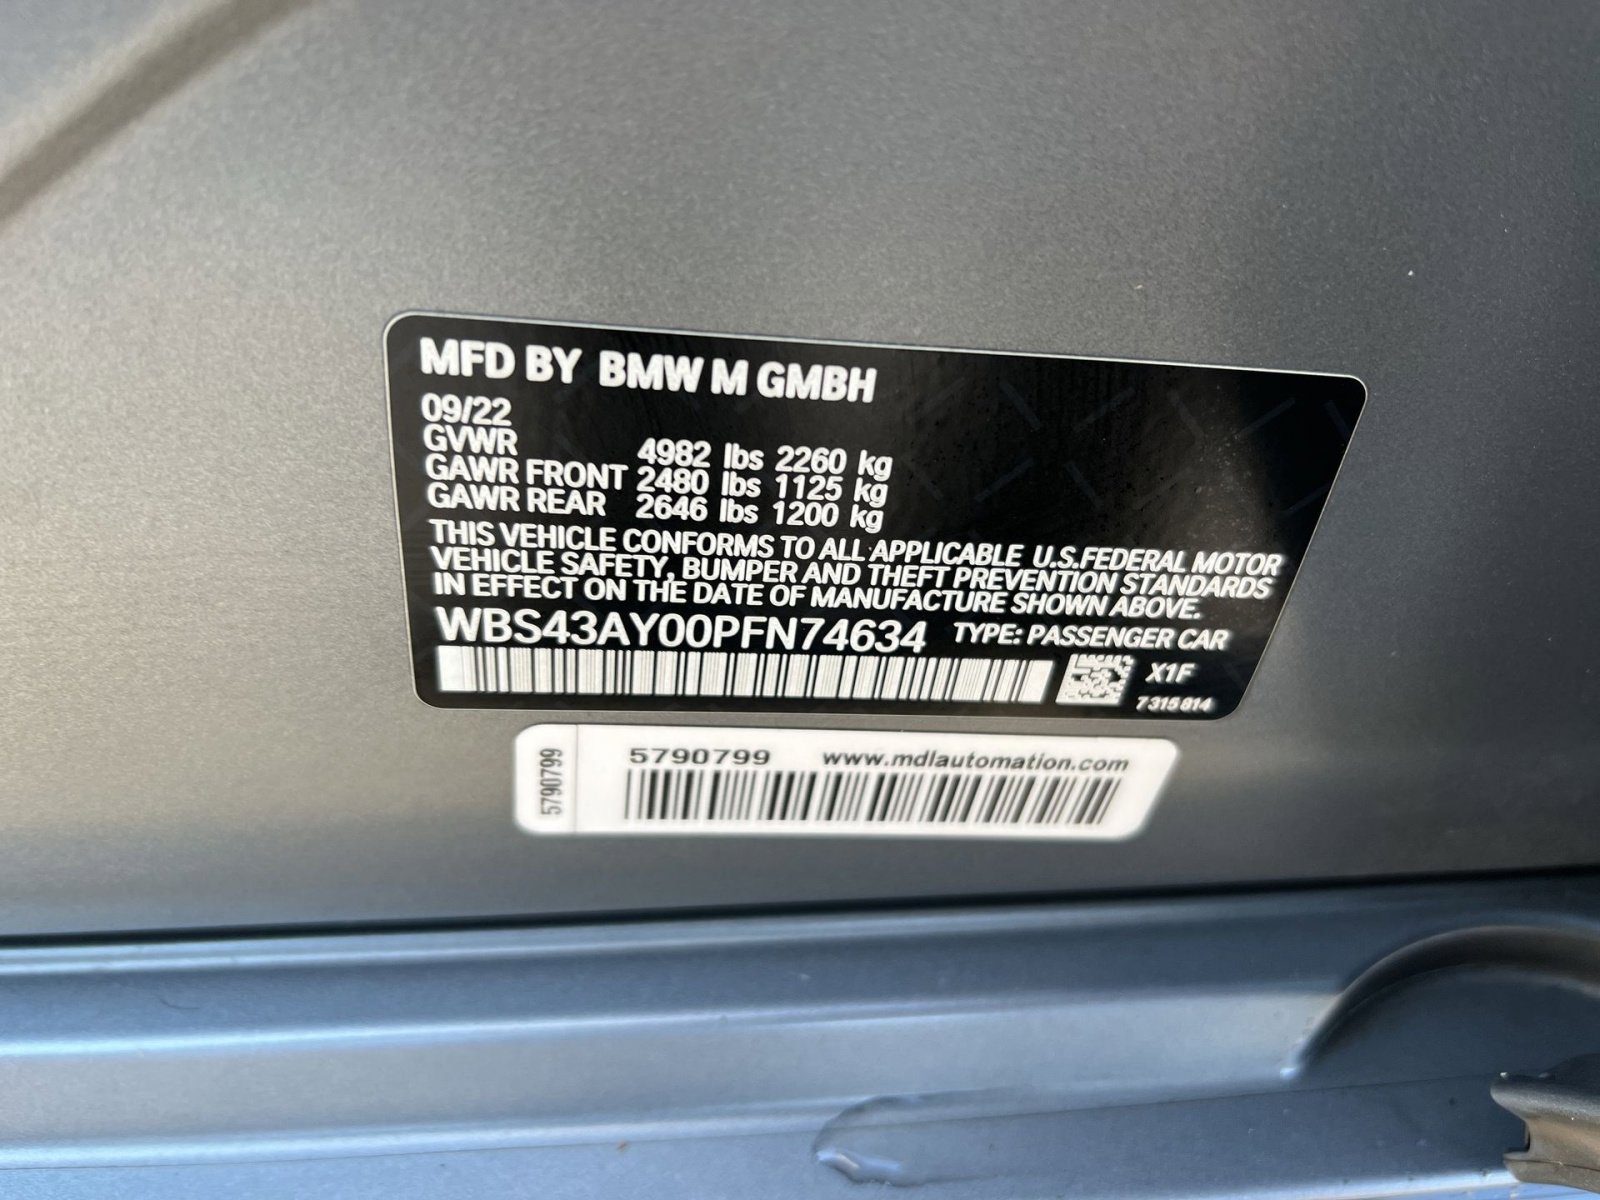 MFD BY BMW M GMBH
09/22
GVWR 4982 lbs 2260 kg
GAWR FRONT 2480 lbs 1125 kg
GAWR REAR 2646 lbs 1200 kg
THIS VEHICLE CONFORMS TO ALL APPLICABLE U.S.FEDERAL MOTOR
VEHICLE SAFETY, BUMPER AND THEFT PREVENTION STANDARDS
IN EFFECT ON THE DATE OF MANUFACTURE SHOWN ABOVE.
WBS43AY00PFN74634 TYPE: PASSENGER CAR
X1F
7315814
5790799
5790799 www.mdlautomation.com